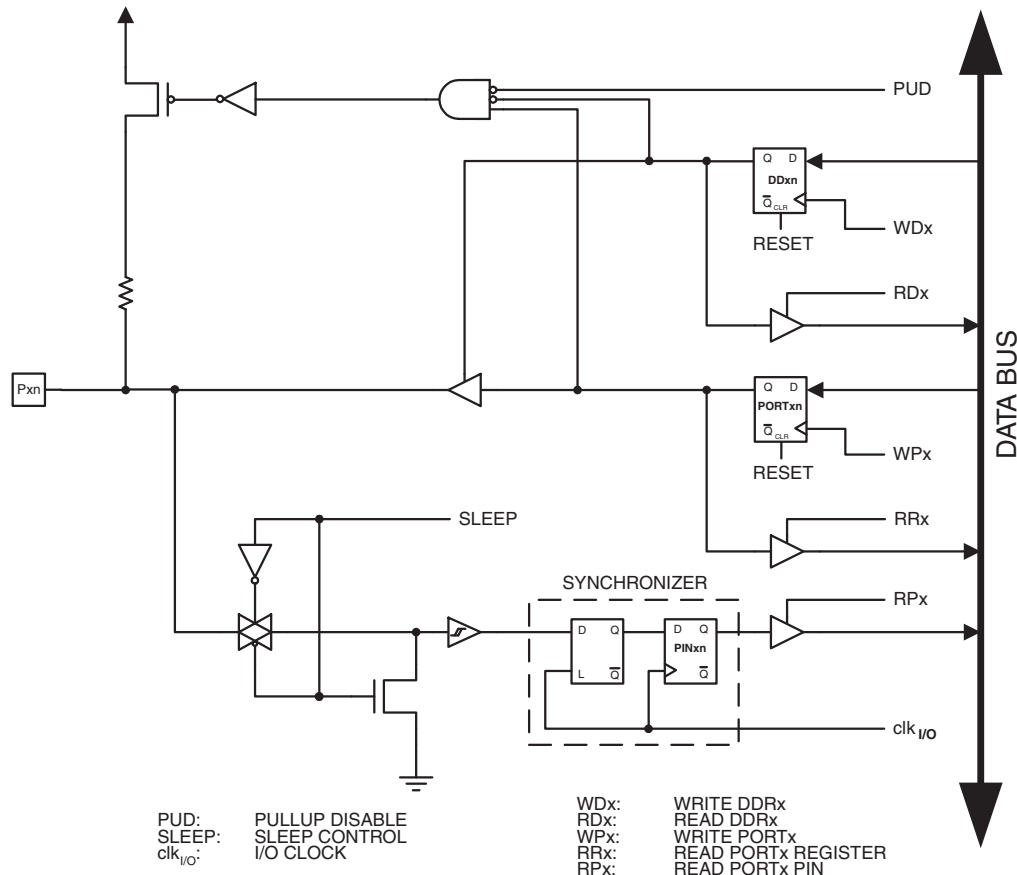 PUD
Q D
DDxn
Q CLR
WDx
RESET
RDx
Pxn
Q D
PORTxn
Q CLR
WPx
RESET
DATA BUS
SLEEP
RRx
SYNCHRONIZER
RPx
D Q
L Q
D Q
PINxn
Q
clk I/O
PUD: PULLUP DISABLE
SLEEP: SLEEP CONTROL
clkI/O: I/O CLOCK
WDx: WRITE DDRx
RDx: READ DDRx
WPx: WRITE PORTx
RRx: READ PORTx REGISTER
RPx: READ PORTx PIN